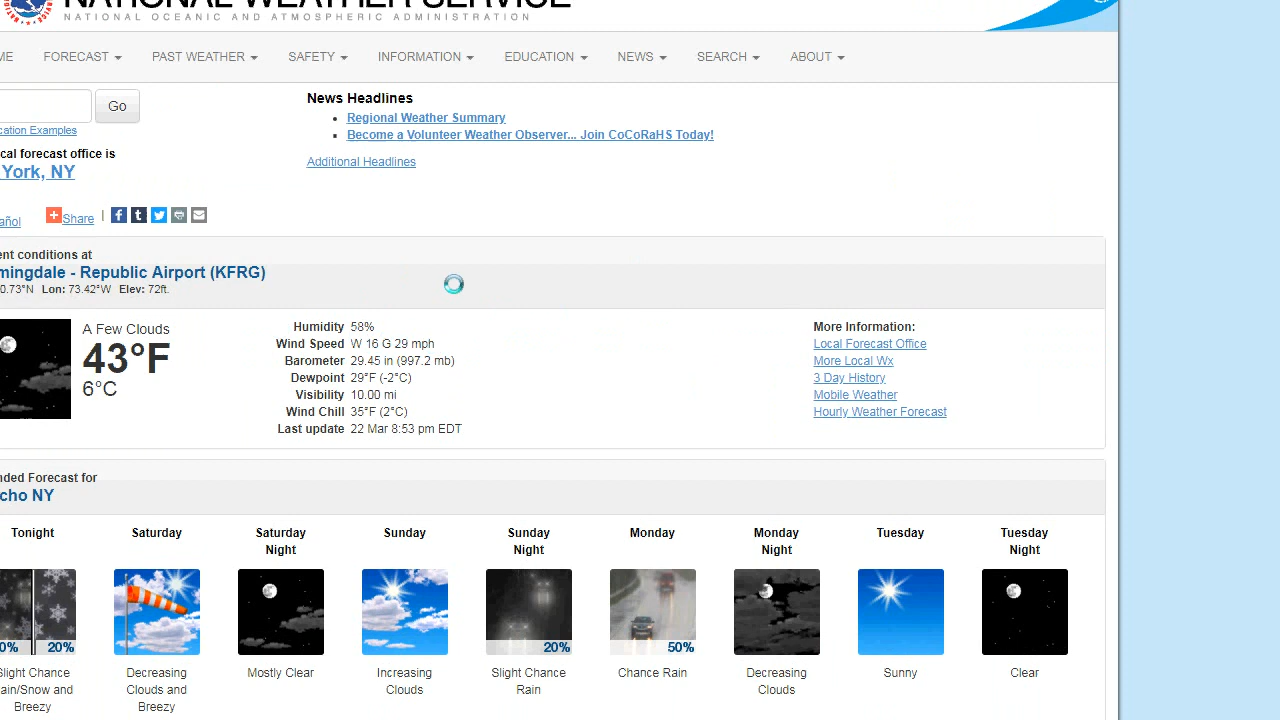 NATIONAL WEATHER SERVICE
NATIONAL OCEANIC AND ATMOSPHERIC ADMINISTRATION
ME FORECAST PAST WEATHER SAFETY INFORMATION EDUCATION NEWS SEARCH ABOUT
Go
cation Examples
cal forecast office is
York, NY
añol
Share |
News Headlines
Regional Weather Summary
Become a Volunteer Weather Observer... Join CoCoRaHS Today!
Additional Headlines
ent conditions at
mingdale - Republic Airport (KFRG)
0.73°N Lon: 73.42°W Elev: 72ft.
A Few Clouds
43°F
6°C
Humidity 58%
Wind Speed W 16 G 29 mph
Barometer 29.45 in (997.2 mb)
Dewpoint 29°F (-2°C)
Visibility 10.00 mi
Wind Chill 35°F (2°C)
Last update 22 Mar 8:53 pm EDT
More Information:
Local Forecast Office
More Local Wx
3 Day History
Mobile Weather
Hourly Weather Forecast
nded Forecast for
cho NY
Tonight
0% 20%
Slight Chance
ain/Snow and
Breezy
Saturday
Decreasing
Clouds and
Breezy
Saturday
Night
Mostly Clear
Sunday
Increasing
Clouds
Sunday
Night
20%
Slight Chance
Rain
Monday
50%
Chance Rain
Monday
Night
Decreasing
Clouds
Tuesday
Sunny
Tuesday
Night
Clear